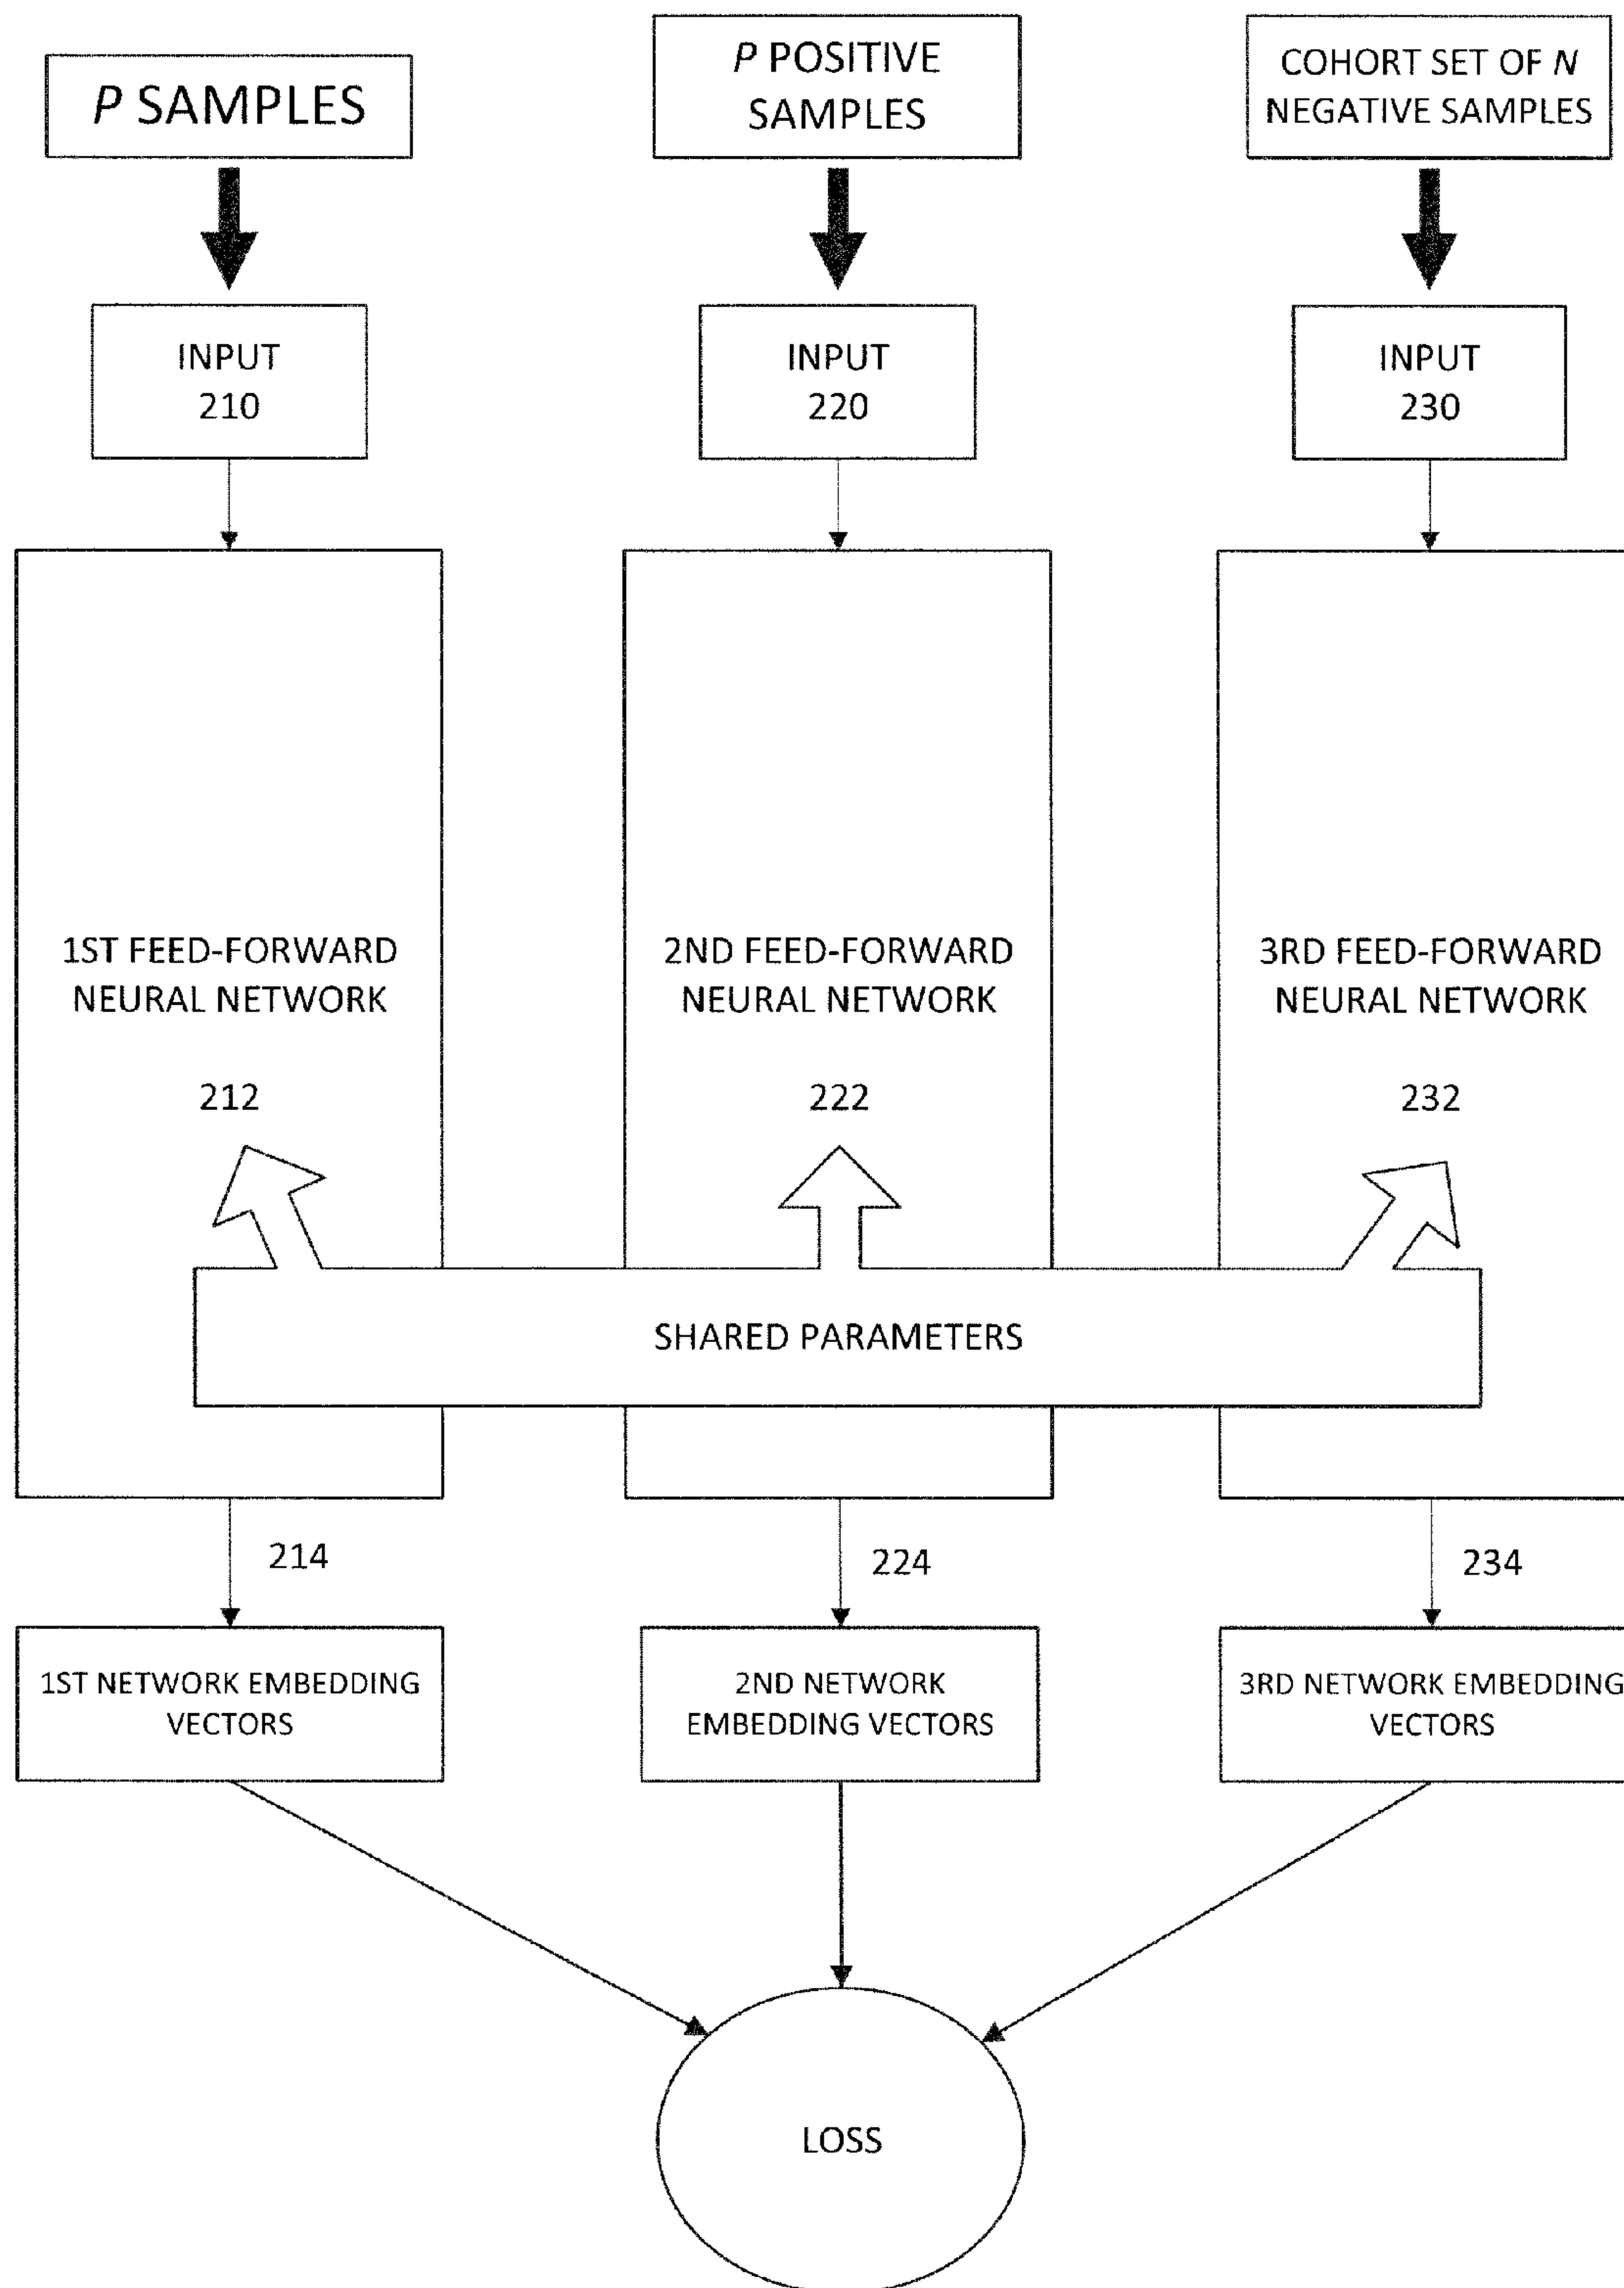 P SAMPLES
P POSITIVE
SAMPLES
COHORT SET OF N
NEGATIVE SAMPLES
INPUT
210
INPUT
220
INPUT
230
1ST FEED-FORWARD
NEURAL NETWORK
212
2ND FEED-FORWARD
NEURAL NETWORK
222
3RD FEED-FORWARD
NEURAL NETWORK
232
SHARED PARAMETERS
214
224
234
1ST NETWORK EMBEDDING
VECTORS
2ND NETWORK
EMBEDDING VECTORS
3RD NETWORK EMBEDDING
VECTORS
LOSS